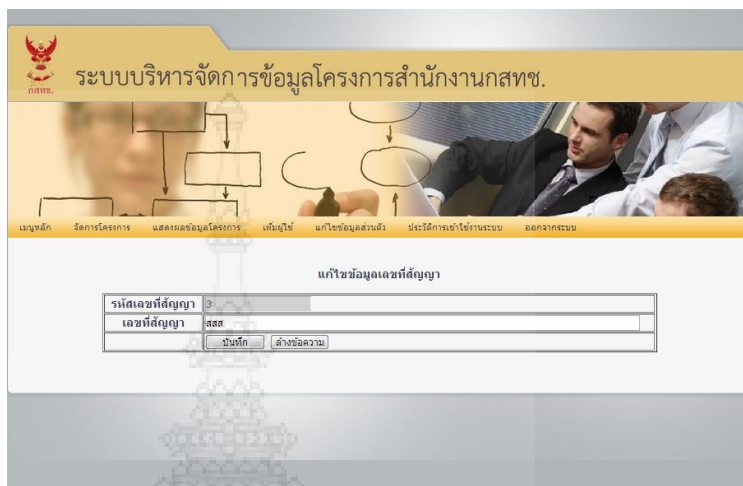 กสทช.
ระบบบริหารจัดการข้อมูลโครงการสำนักงานกสทช.
เมนูหลัก จัดการโครงการ แสดงผลข้อมูลโครงการ เพิ่มผู้ใช้ แก้ไขข้อมูลส่วนตัว ประวัติการเข้าใช้งานระบบ ออกจากระบบ
แก้ไขข้อมูลเลขที่สัญญา
รหัสเลขที่สัญญา 3
เลขที่สัญญา สสส
บันทึก ล้างข้อความ